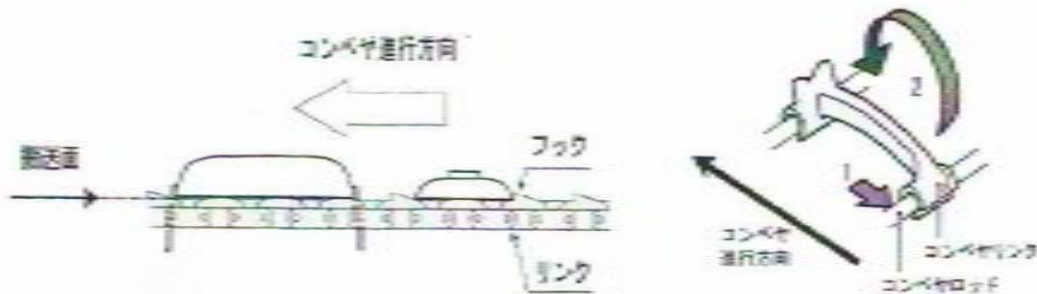 コンベヤ進行方向
搬送面
フック
リンク
2
1
コンベヤ
進行方向
コンベヤリンク
コンベヤロッド